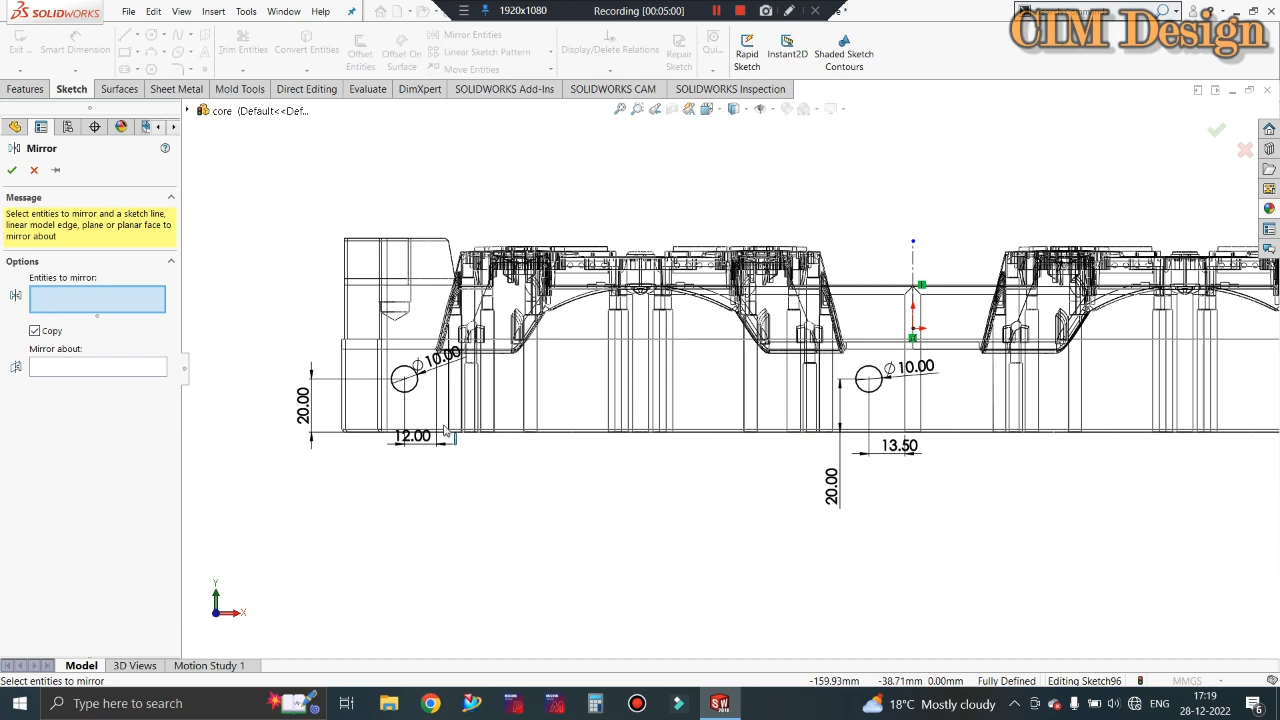 SOLIDWORKS
File
Edit
View
Insert
Tools
Window
Help
1920x1080
Recording [00:05:00]
CIM Design
Exit ...
Smart Dimension
Trim Entities
Convert Entities
Offset Entities
Offset On Surface
Mirror Entities
Linear Sketch Pattern
Move Entities
Display/Delete Relations
Repair Sketch
Qui...
Rapid Sketch
Instant2D
Shaded Sketch Contours
Features
Sketch
Surfaces
Sheet Metal
Mold Tools
Direct Editing
Evaluate
DimXpert
SOLIDWORKS Add-Ins
SOLIDWORKS CAM
SOLIDWORKS Inspection
core (Default<<Def...
Mirror
Message
Select entities to mirror and a sketch line,
linear model edge, plane or planar face to
mirror about
Options
Entities to mirror:
Copy
Mirror about:
Ø 10.00
20.00
12.00
Ø 10.00
13.50
20.00
Y
X
Model
3D Views
Motion Study 1
Select entities to mirror
-159.93mm
-38.71mm
0.00mm
Fully Defined
Editing Sketch96
MMGS
Type here to search
SW
2018
18°C Mostly cloudy
ENG
17:19
28-12-2022
6